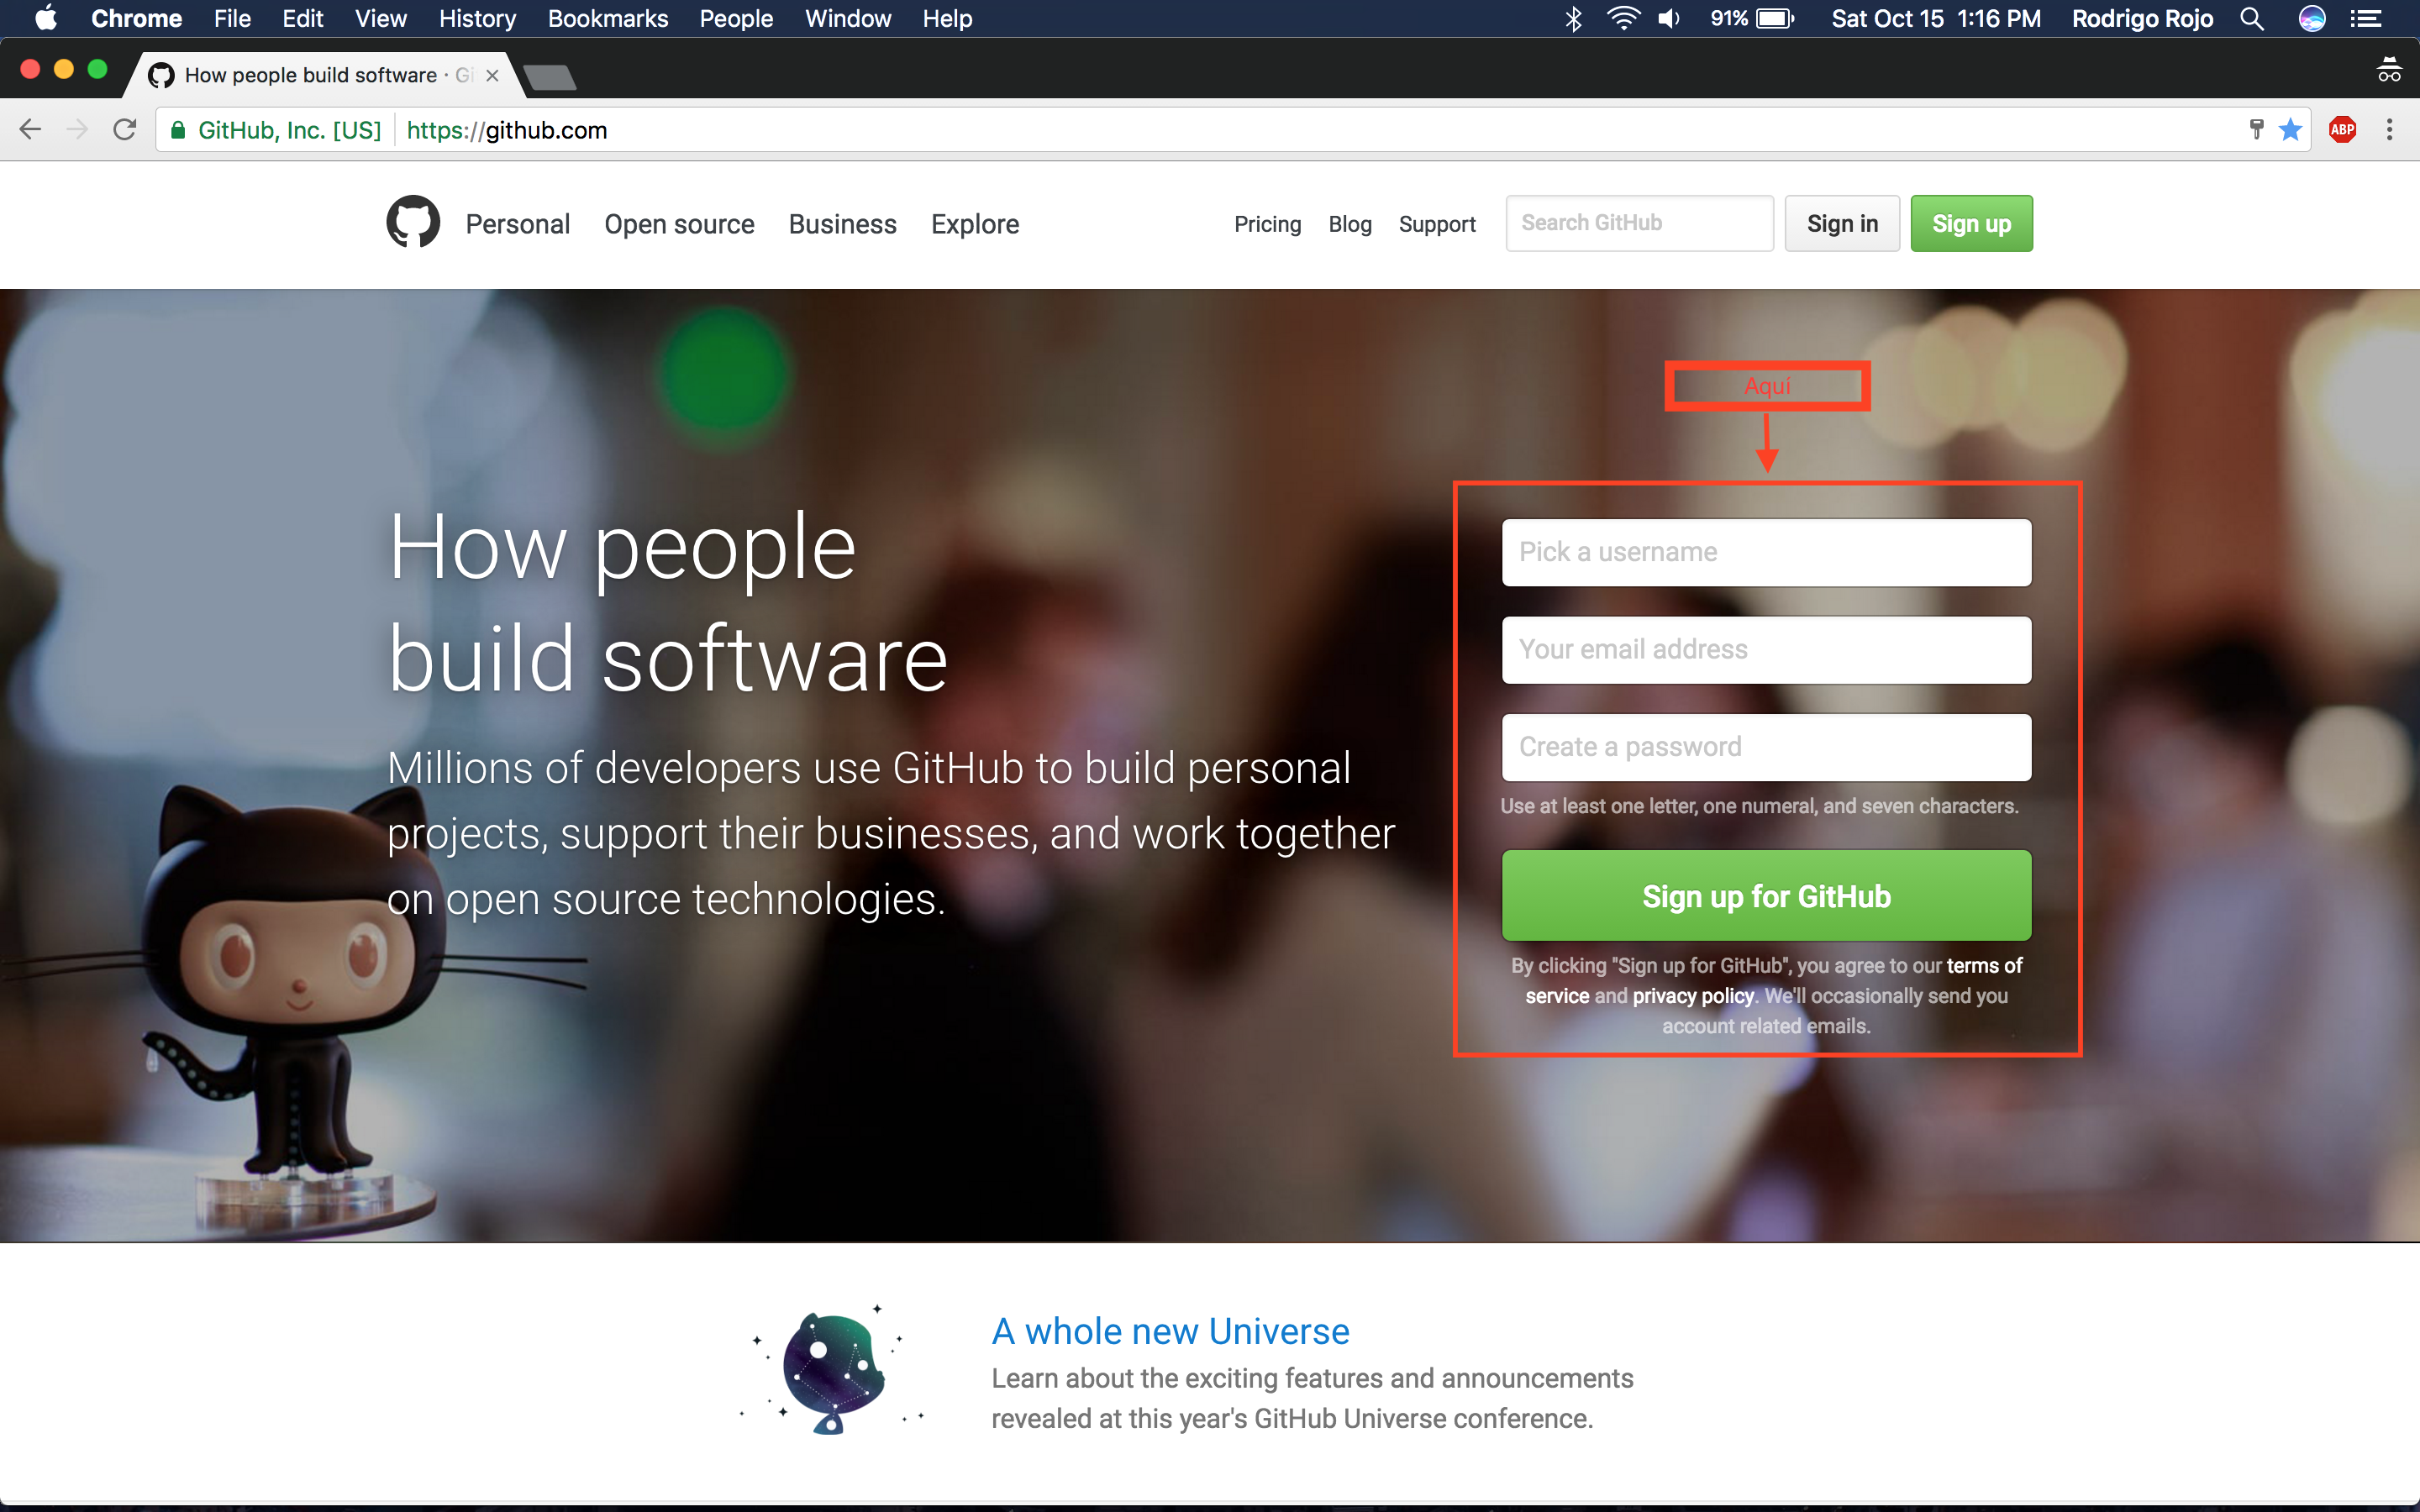 Chrome File Edit View History Bookmarks People Window Help 91% Sat Oct 15 1:16 PM Rodrigo Rojo
How people build software · Gi
GitHub, Inc. [US] https://github.com ABP
Personal Open source Business Explore Pricing Blog Support Search GitHub Sign in Sign up
Aquí
How people
build software
Millions of developers use GitHub to build personal
projects, support their businesses, and work together
on open source technologies.
Pick a username
Your email address
Create a password
Use at least one letter, one numeral, and seven characters.
Sign up for GitHub
By clicking "Sign up for GitHub", you agree to our terms of
service and privacy policy. We'll occasionally send you
account related emails.
A whole new Universe
Learn about the exciting features and announcements
revealed at this year's GitHub Universe conference.